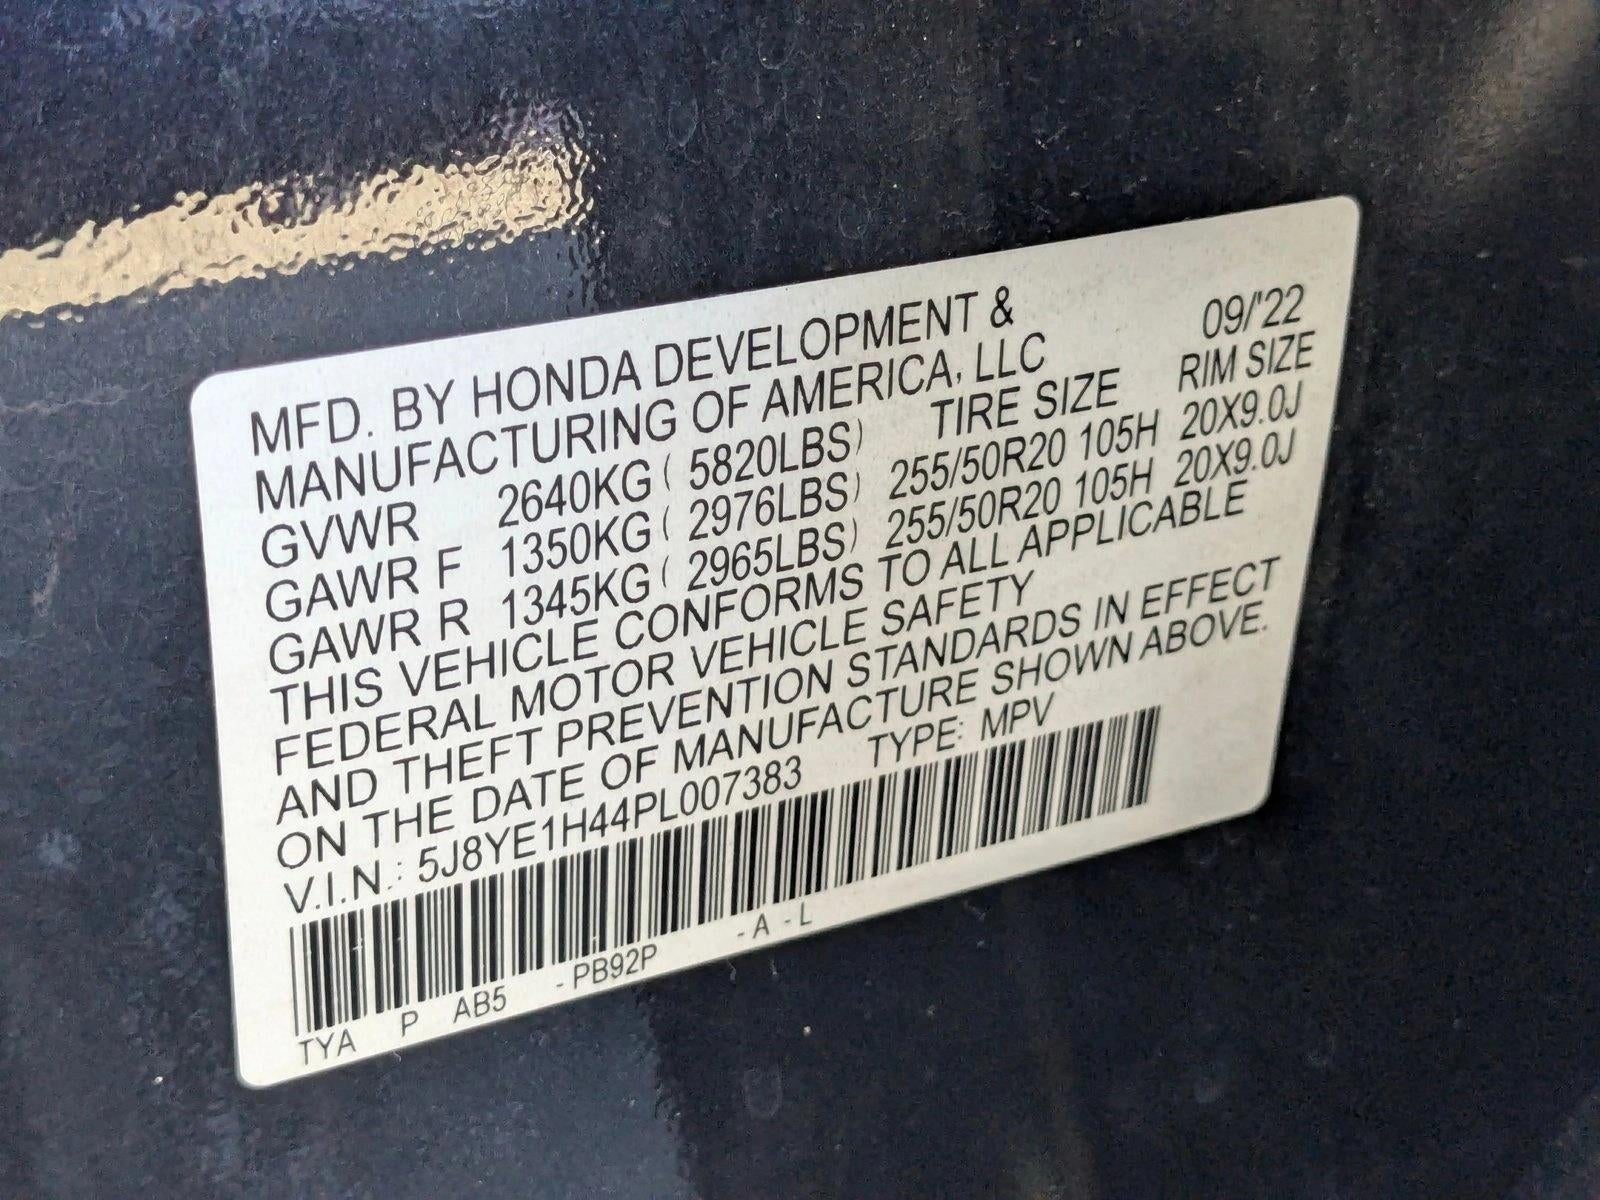 MFD. BY HONDA DEVELOPMENT & 09/'22
MANUFACTURING OF AMERICA, LLC
TIRE SIZE RIM SIZE
GVWR 2640KG ( 5820LBS)
GAWR F 1350KG ( 2976LBS) 255/50R20 105H 20X9.0J
GAWR R 1345KG ( 2965LBS) 255/50R20 105H 20X9.0J
THIS VEHICLE CONFORMS TO ALL APPLICABLE
FEDERAL MOTOR VEHICLE SAFETY
AND THEFT PREVENTION STANDARDS IN EFFECT
ON THE DATE OF MANUFACTURE SHOWN ABOVE.
V.I.N.: 5J8YE1H44PL007383 TYPE: MPV
TYA P AB5 -PB92P -A -L